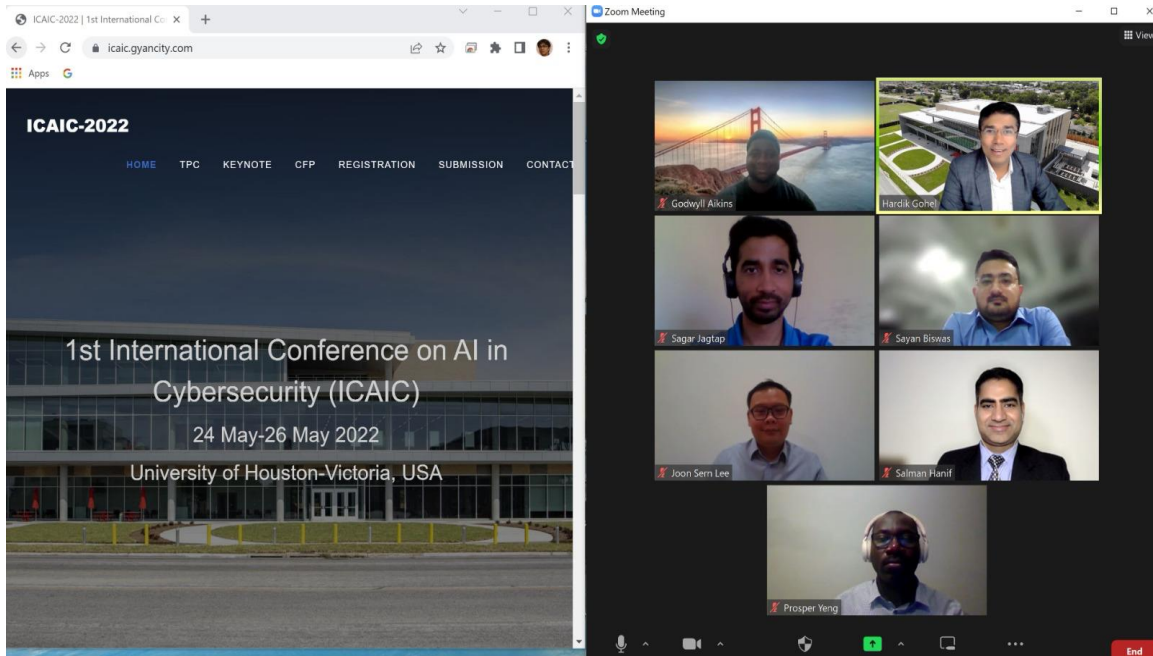 ICAIC-2022 | 1st International Co
icaic.gyancity.com
Apps
ICAIC-2022
HOME TPC KEYNOTE CFP REGISTRATION SUBMISSION CONTACT
1st International Conference on AI in
Cybersecurity (ICAIC)
24 May-26 May 2022
University of Houston-Victoria, USA
Zoom Meeting
View
Godwyll Aikins
Hardik Gohel
Sagar Jagtap
Sayan Biswas
Joon Sern Lee
Salman Hanif
Prosper Yeng
End